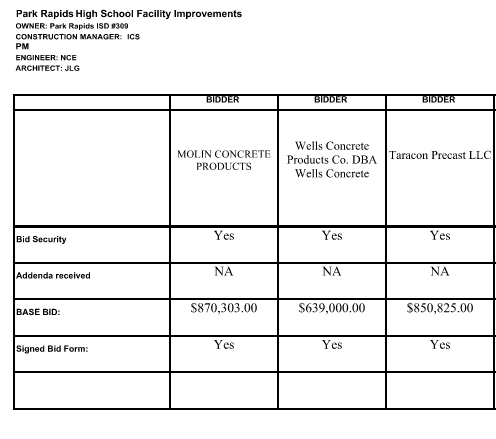 Park Rapids High School Facility Improvements
OWNER: Park Rapids ISD #309
CONSTRUCTION MANAGER: ICS
PM
ENGINEER: NCE
ARCHITECT: JLG
BIDDER BIDDER BIDDER
MOLIN CONCRETE
PRODUCTS
Wells Concrete
Products Co. DBA
Wells Concrete
Taracon Precast LLC
Bid Security Yes Yes Yes
Addenda received NA NA NA
BASE BID: $870,303.00 $639,000.00 $850,825.00
Signed Bid Form: Yes Yes Yes